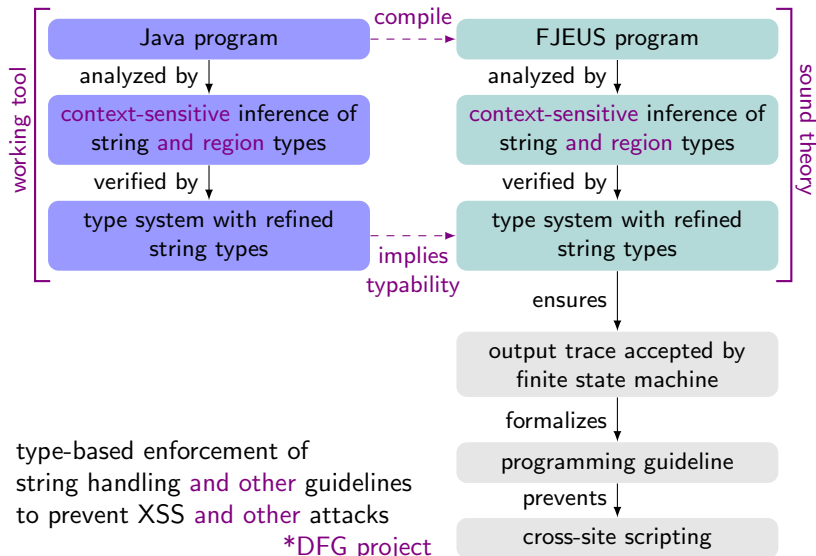 Java program
compile
FJEUS program
analyzed by
analyzed by
context-sensitive inference of
string and region types
context-sensitive inference of
string and region types
working tool
sound theory
verified by
verified by
type system with refined
string types
implies
typability
type system with refined
string types
ensures
output trace accepted by
finite state machine
formalizes
programming guideline
prevents
cross-site scripting
type-based enforcement of
string handling and other guidelines
to prevent XSS and other attacks
*DFG project